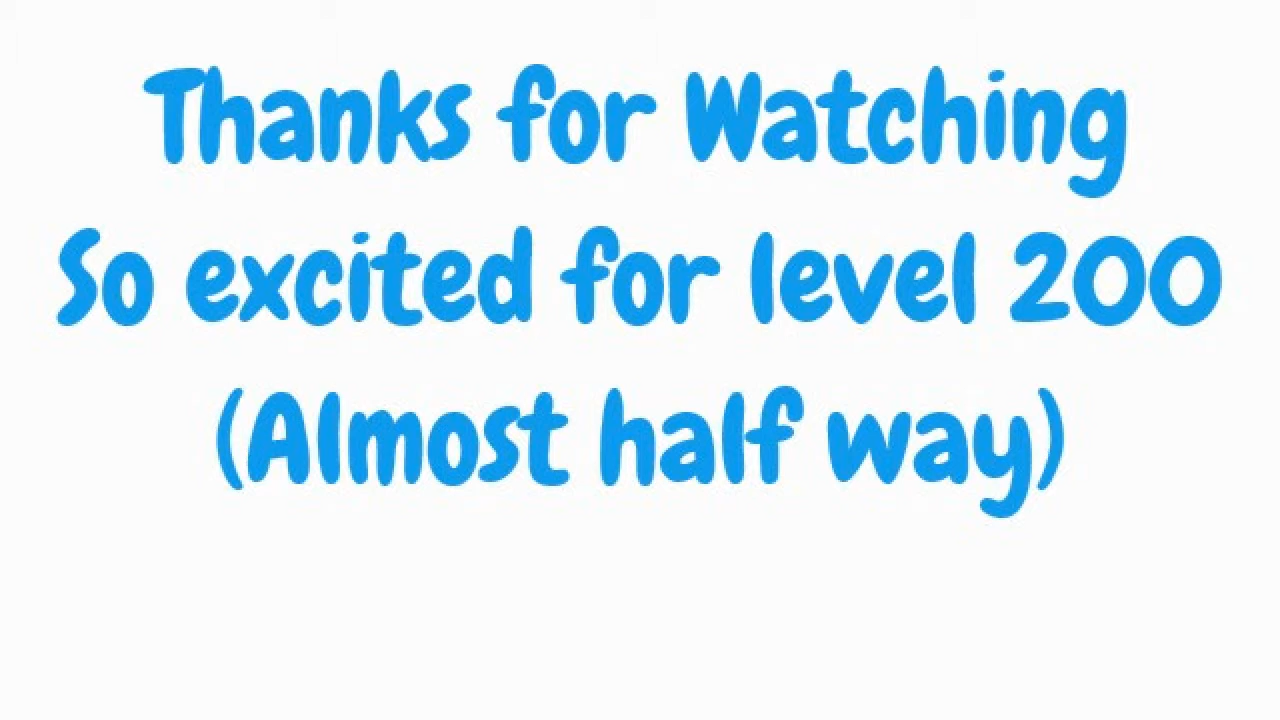 Thanks for Watching
So excited for level 200
(Almost half way)